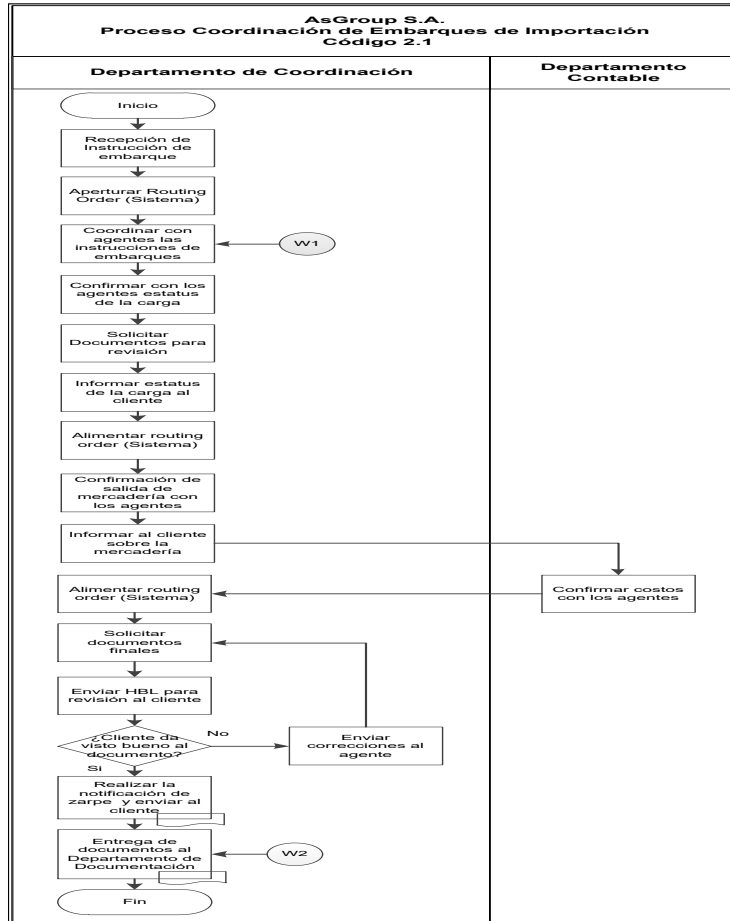 AsGroup S.A.
Proceso Coordinación de Embarques de Importación
Código 2.1
Departamento de Coordinación
Departamento
Contable
Inicio
Recepción de
Instrucción de
embarque
Aperturar Routing
Order (Sistema)
Coordinar con
agentes las
instrucciones de
embarques
W1
Confirmar con los
agentes estatus
de la carga
Solicitar
Documentos para
revisión
Informar estatus
de la carga al
cliente
Alimentar routing
order (Sistema)
Confirmación de
salida de
mercadería con
los agentes
Informar al cliente
sobre la
mercadería
Alimentar routing
order (Sistema)
Confirmar costos
con los agentes
Solicitar
documentos
finales
Enviar HBL para
revisión al cliente
¿Cliente da
visto bueno al
documento?
No
Enviar
correcciones al
agente
Si
Realizar la
notificación de
zarpe y enviar al
cliente
Entrega de
documentos al
Departamento de
Documentación
W2
Fin